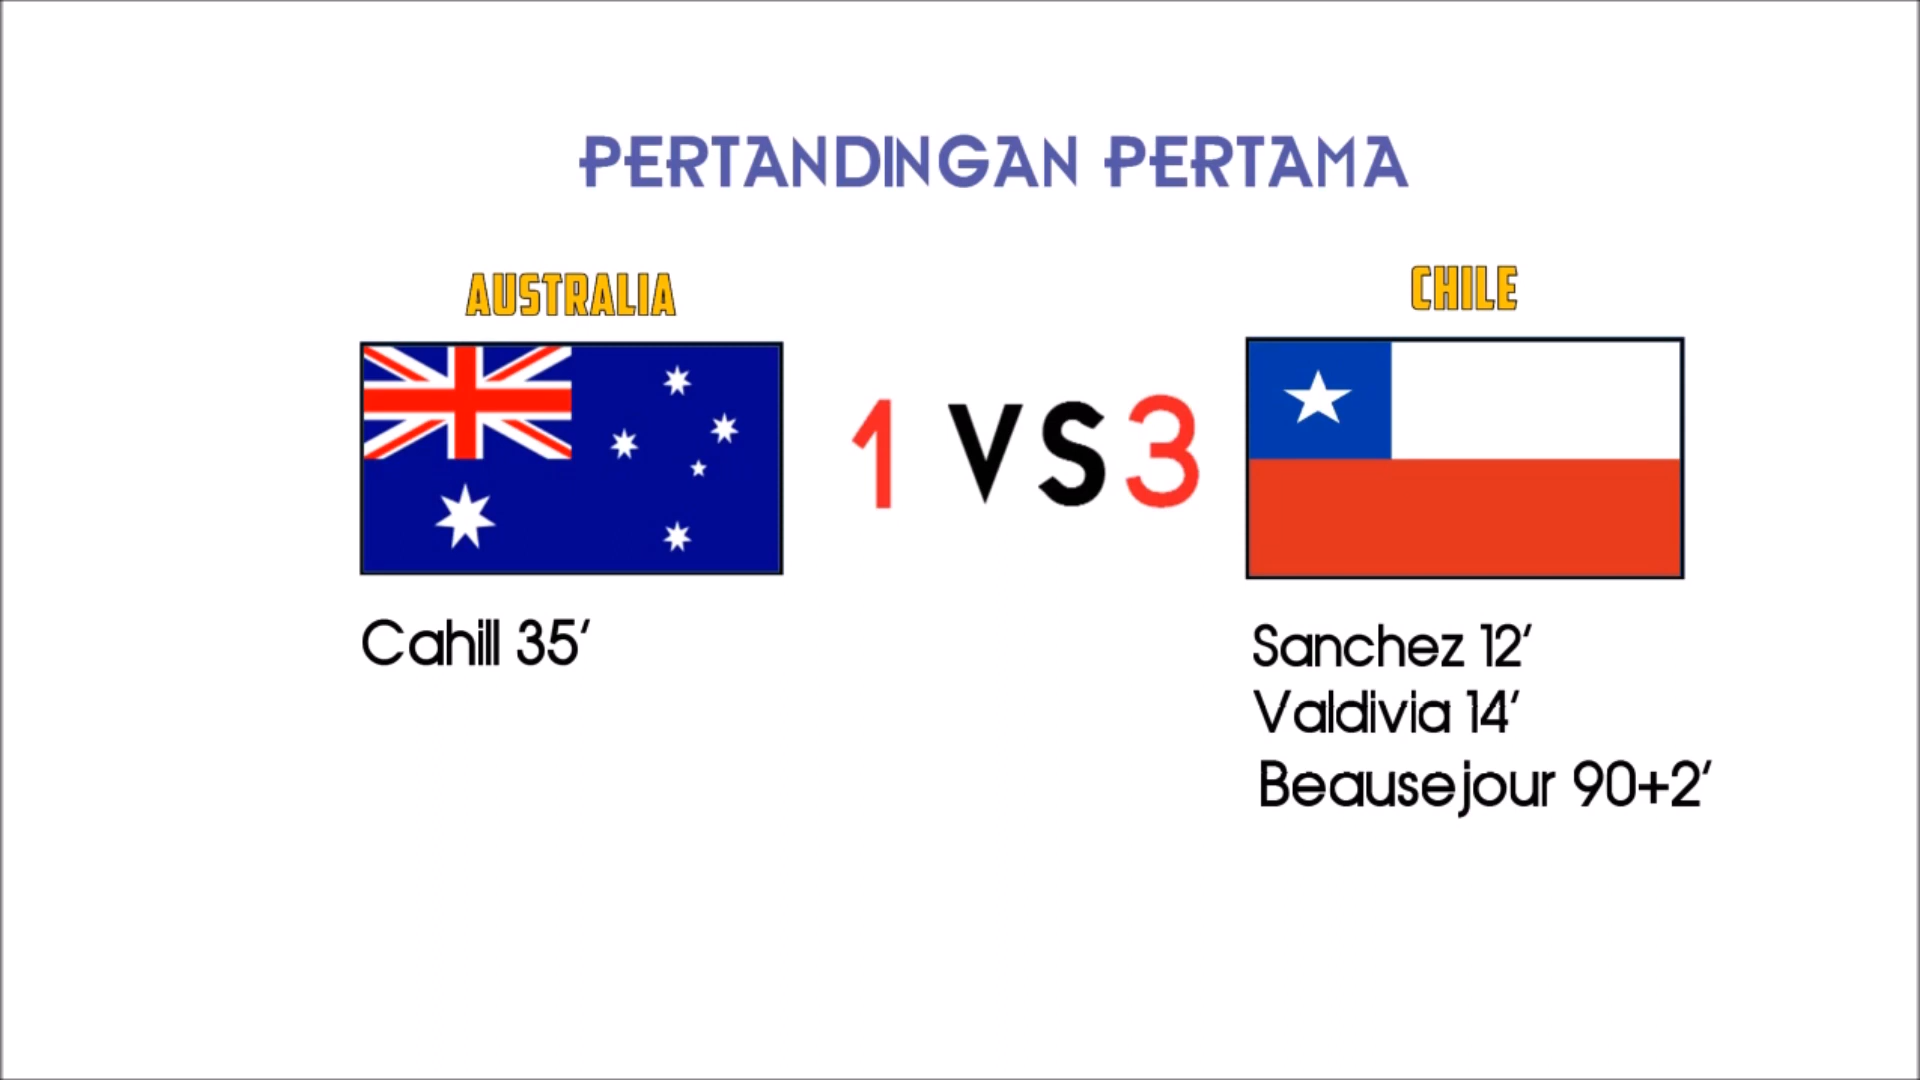 PERTANDINGAN PERTAMA
AUSTRALIA
CHILE
1 VS 3
Cahill 35'
Sanchez 12'
Valdivia 14'
Beausejour 90+2'